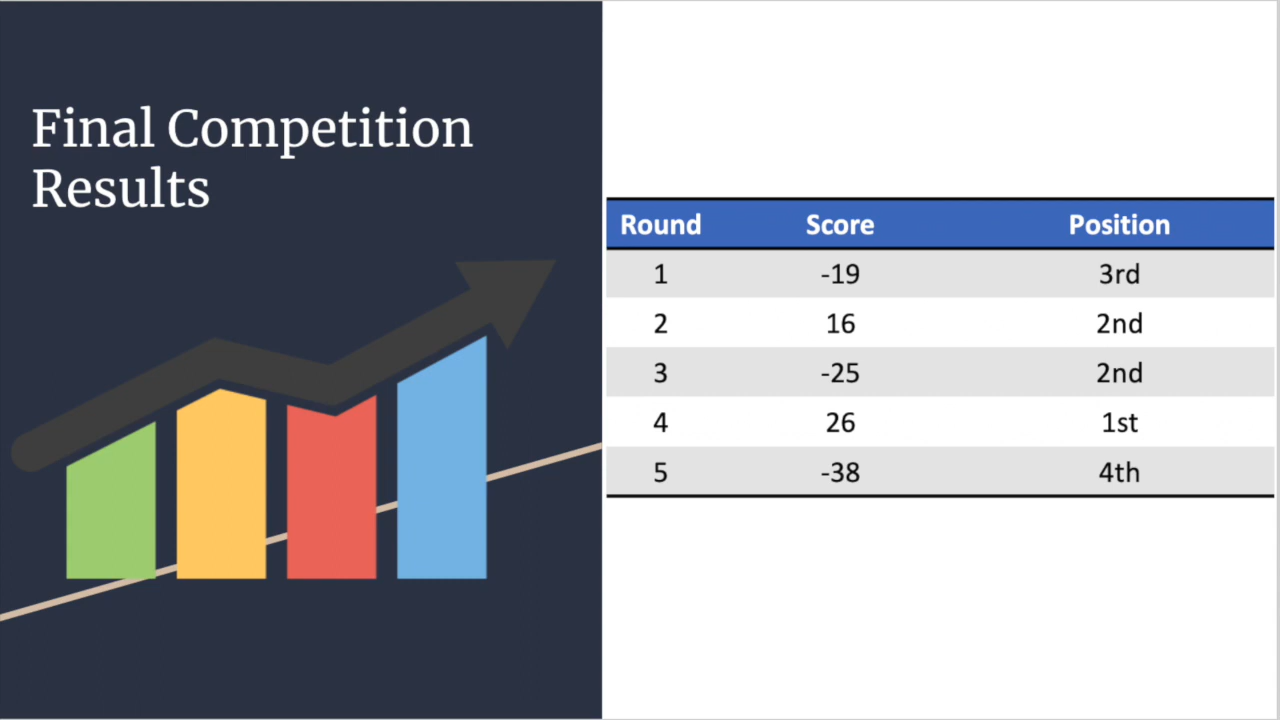 Final Competition
Results
Round Score Position
1 -19 3rd
2 16 2nd
3 -25 2nd
4 26 1st
5 -38 4th